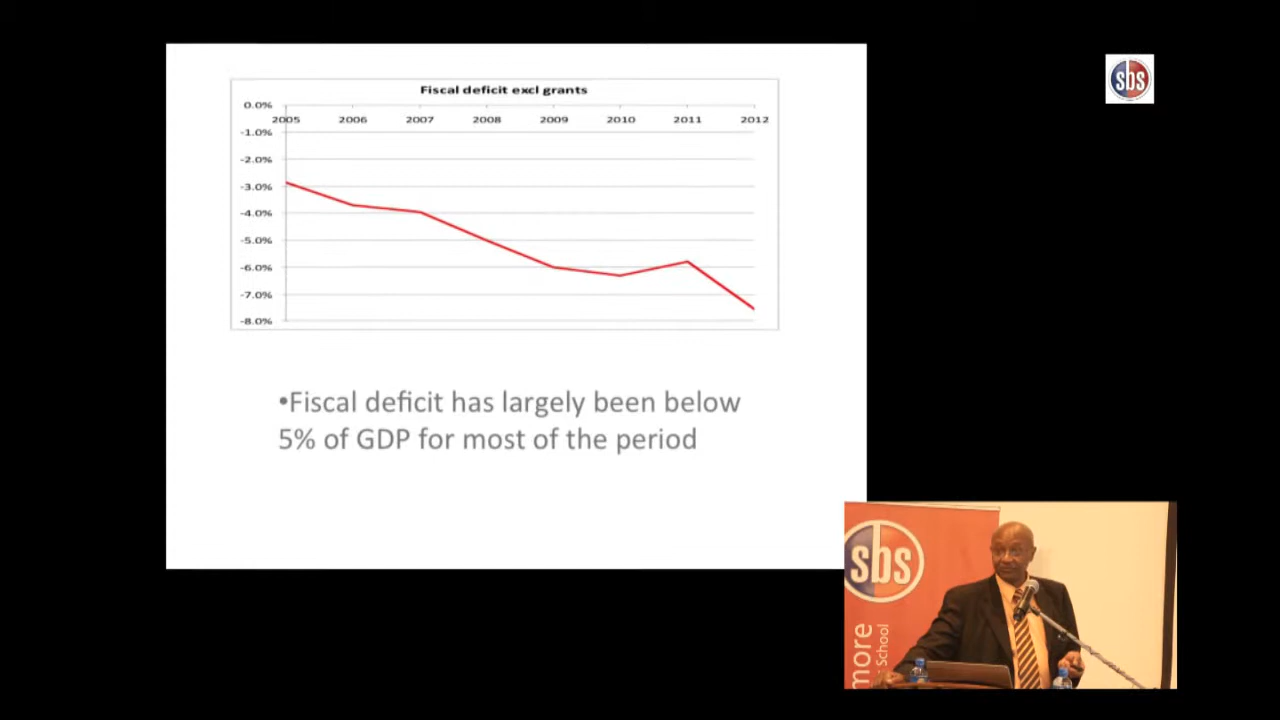 Fiscal deficit excl grants
0.0%
2005 2006 2007 2008 2009 2010 2011 2012
-1.0%
-2.0%
-3.0%
-4.0%
-5.0%
-6.0%
-7.0%
-8.0%
•Fiscal deficit has largely been below
5% of GDP for most of the period
sbs
sbs
more
School